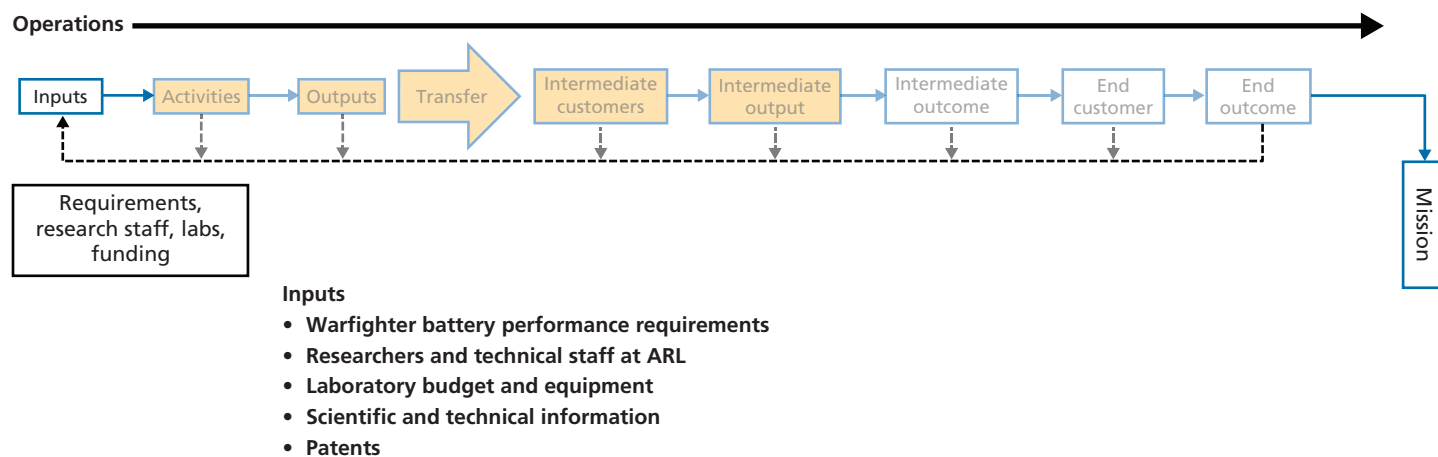 Operations
Inputs
Activities
Outputs
Transfer
Intermediate
customers
Intermediate
output
Intermediate
outcome
End
customer
End
outcome
Requirements,
research staff, labs,
funding
Mission
Inputs
• Warfighter battery performance requirements
• Researchers and technical staff at ARL
• Laboratory budget and equipment
• Scientific and technical information
• Patents